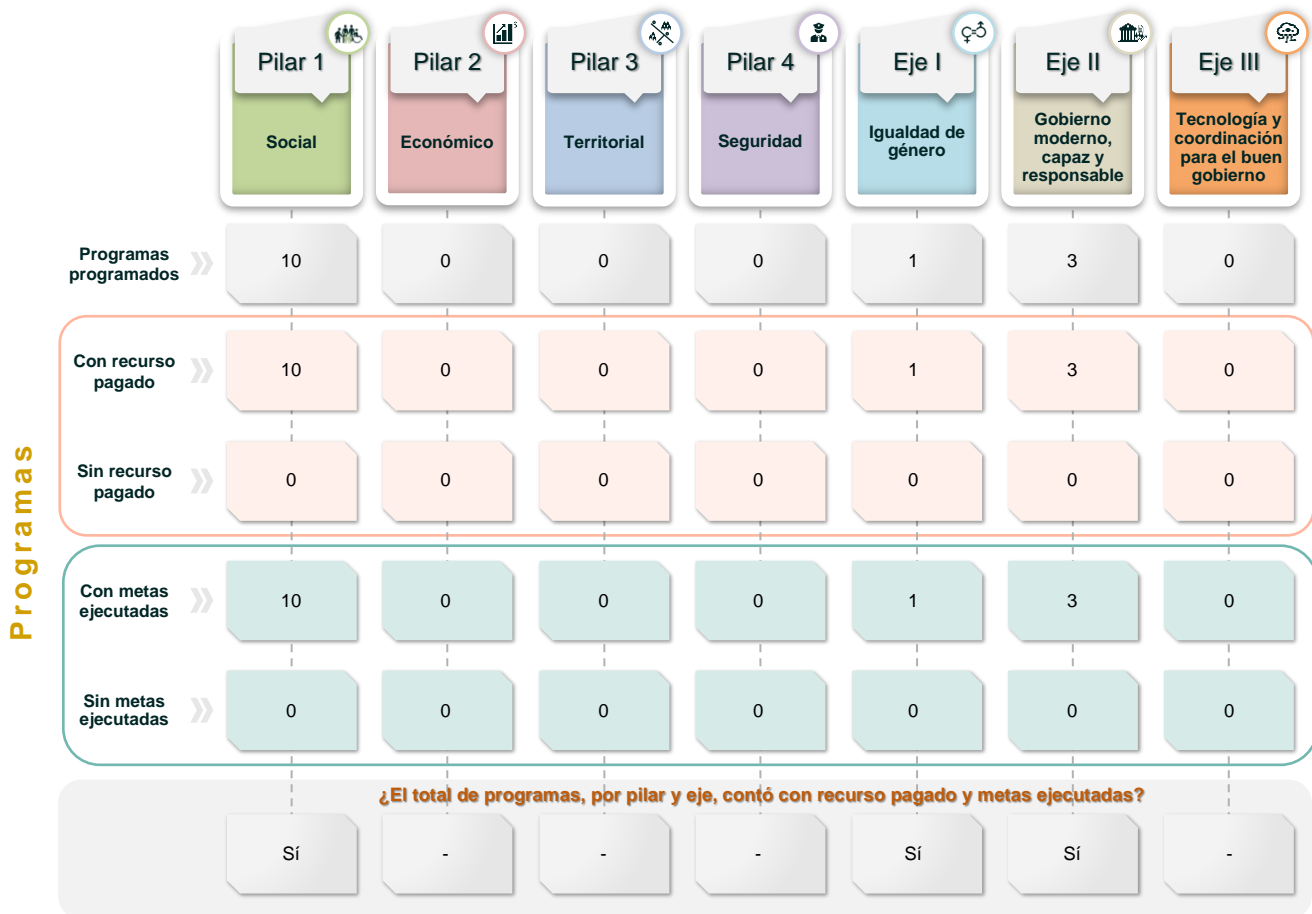 Pilar 1
Pilar 2
Pilar 3
Pilar 4
Eje I
Eje II
Eje III
Social
Económico
Territorial
Seguridad
Igualdad de
género
Gobierno
moderno,
capaz y
responsable
Tecnología y
coordinación
para el buen
gobierno
Programas
Programas
programados
10 0 0 0 1 3 0
Con recurso
pagado
10 0 0 0 1 3 0
Sin recurso
pagado
0 0 0 0 0 0 0
Con metas
ejecutadas
10 0 0 0 1 3 0
Sin metas
ejecutadas
0 0 0 0 0 0 0
¿El total de programas, por pilar y eje, contó con recurso pagado y metas ejecutadas?
Sí - - - Sí Sí -